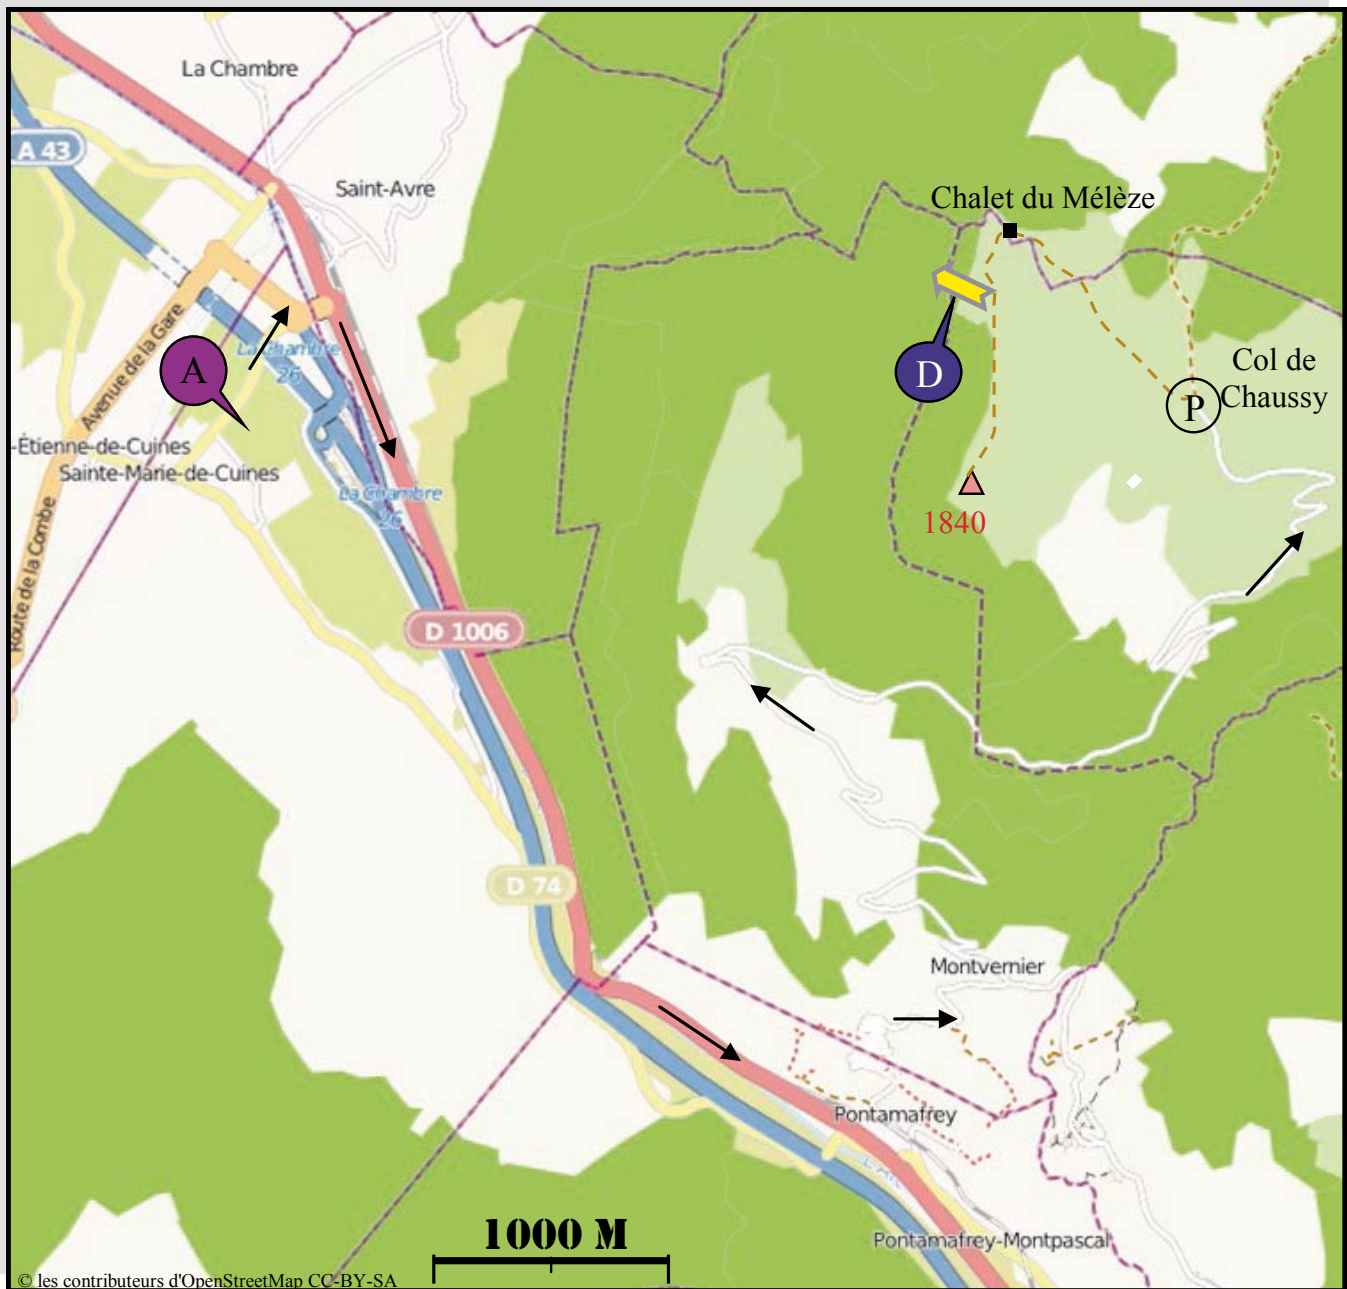 La Chambre
A 43
Saint-Avre
Chalet du Mélèze
Avenue de la Gare
La Chambre
26
A
D
Col de
Chaussy
P
-Étienne-de-Cuines
Sainte-Marie-de-Cuines
La Chambre
26
1840
Route de la Combe
D 1006
D 74
Montvernier
Pontamafrey
L'Arc
Pontamafrey-Montpascal
1000 M
© les contributeurs d'OpenStreetMap CC-BY-SA